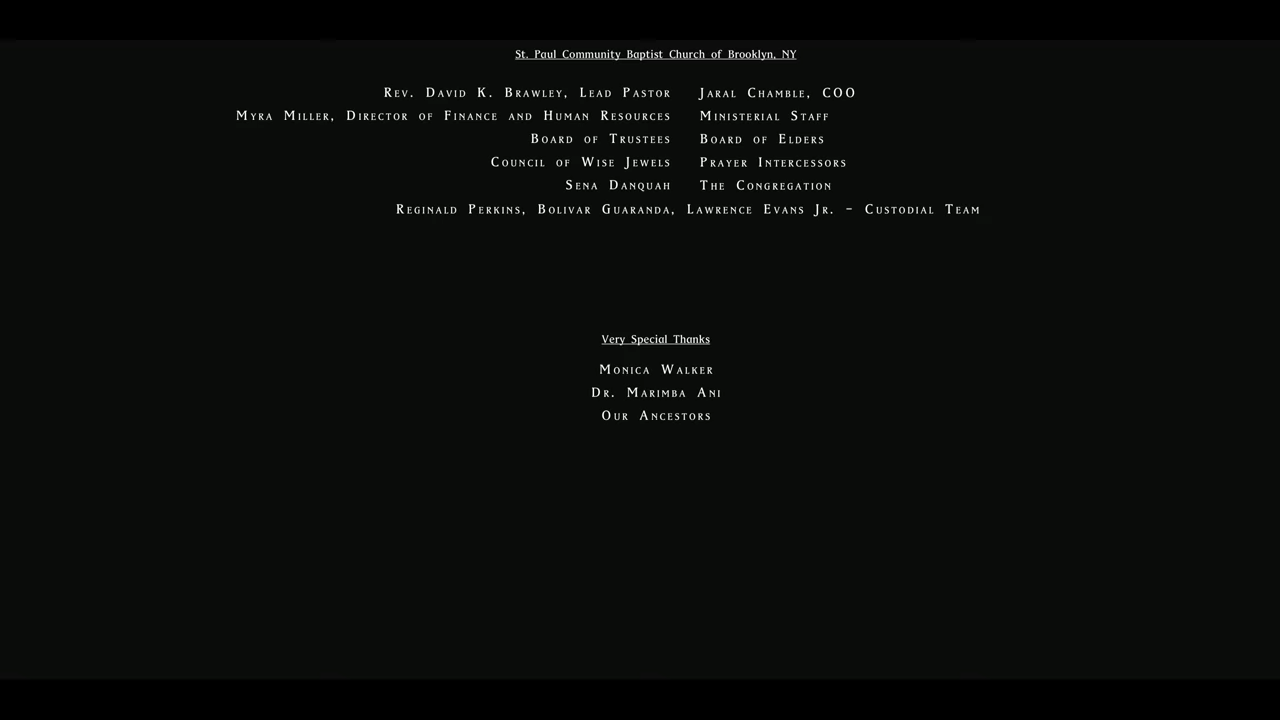 St. Paul Community Baptist Church of Brooklyn, NY
Rev. David K. Brawley, Lead Pastor Jaral Chamble, COO
Myra Miller, Director of Finance and Human Resources Ministerial Staff
Board of Trustees Board of Elders
Council of Wise Jewels Prayer Intercessors
Sena Danquah The Congregation
Reginald Perkins, Bolivar Guaranda, Lawrence Evans Jr. – Custodial Team
Very Special Thanks
Monica Walker
Dr. Marimba Ani
Our Ancestors